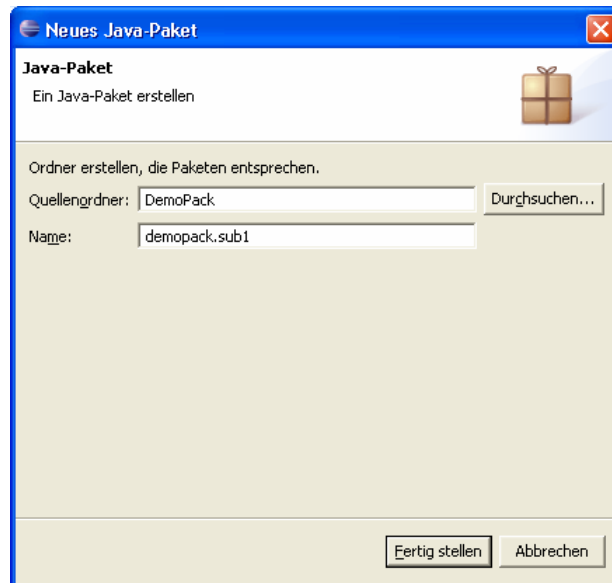 Neues Java-Paket
Java-Paket
Ein Java-Paket erstellen
Ordner erstellen, die Paketen entsprechen.
Quellenordner: DemoPack Durchsuchen...
Name: demopack.sub1
Fertig stellen Abbrechen